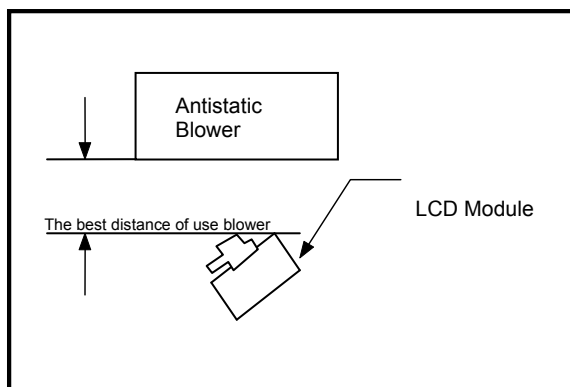 Antistatic
Blower
The best distance of use blower
LCD Module